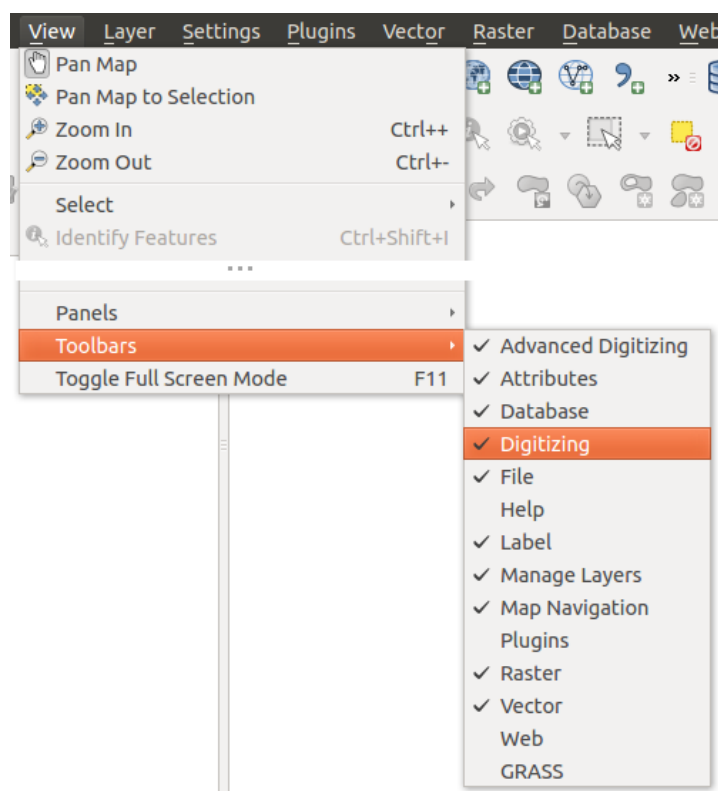 View Layer Settings Plugins Vector Raster Database Web
Pan Map
Pan Map to Selection
Zoom In Ctrl++
Zoom Out Ctrl+-
Select
Identify Features Ctrl+Shift+I
...
Panels
Toolbars
Toggle Full Screen Mode F11
Advanced Digitizing
Attributes
Database
Digitizing
File
Help
Label
Manage Layers
Map Navigation
Plugins
Raster
Vector
Web
GRASS